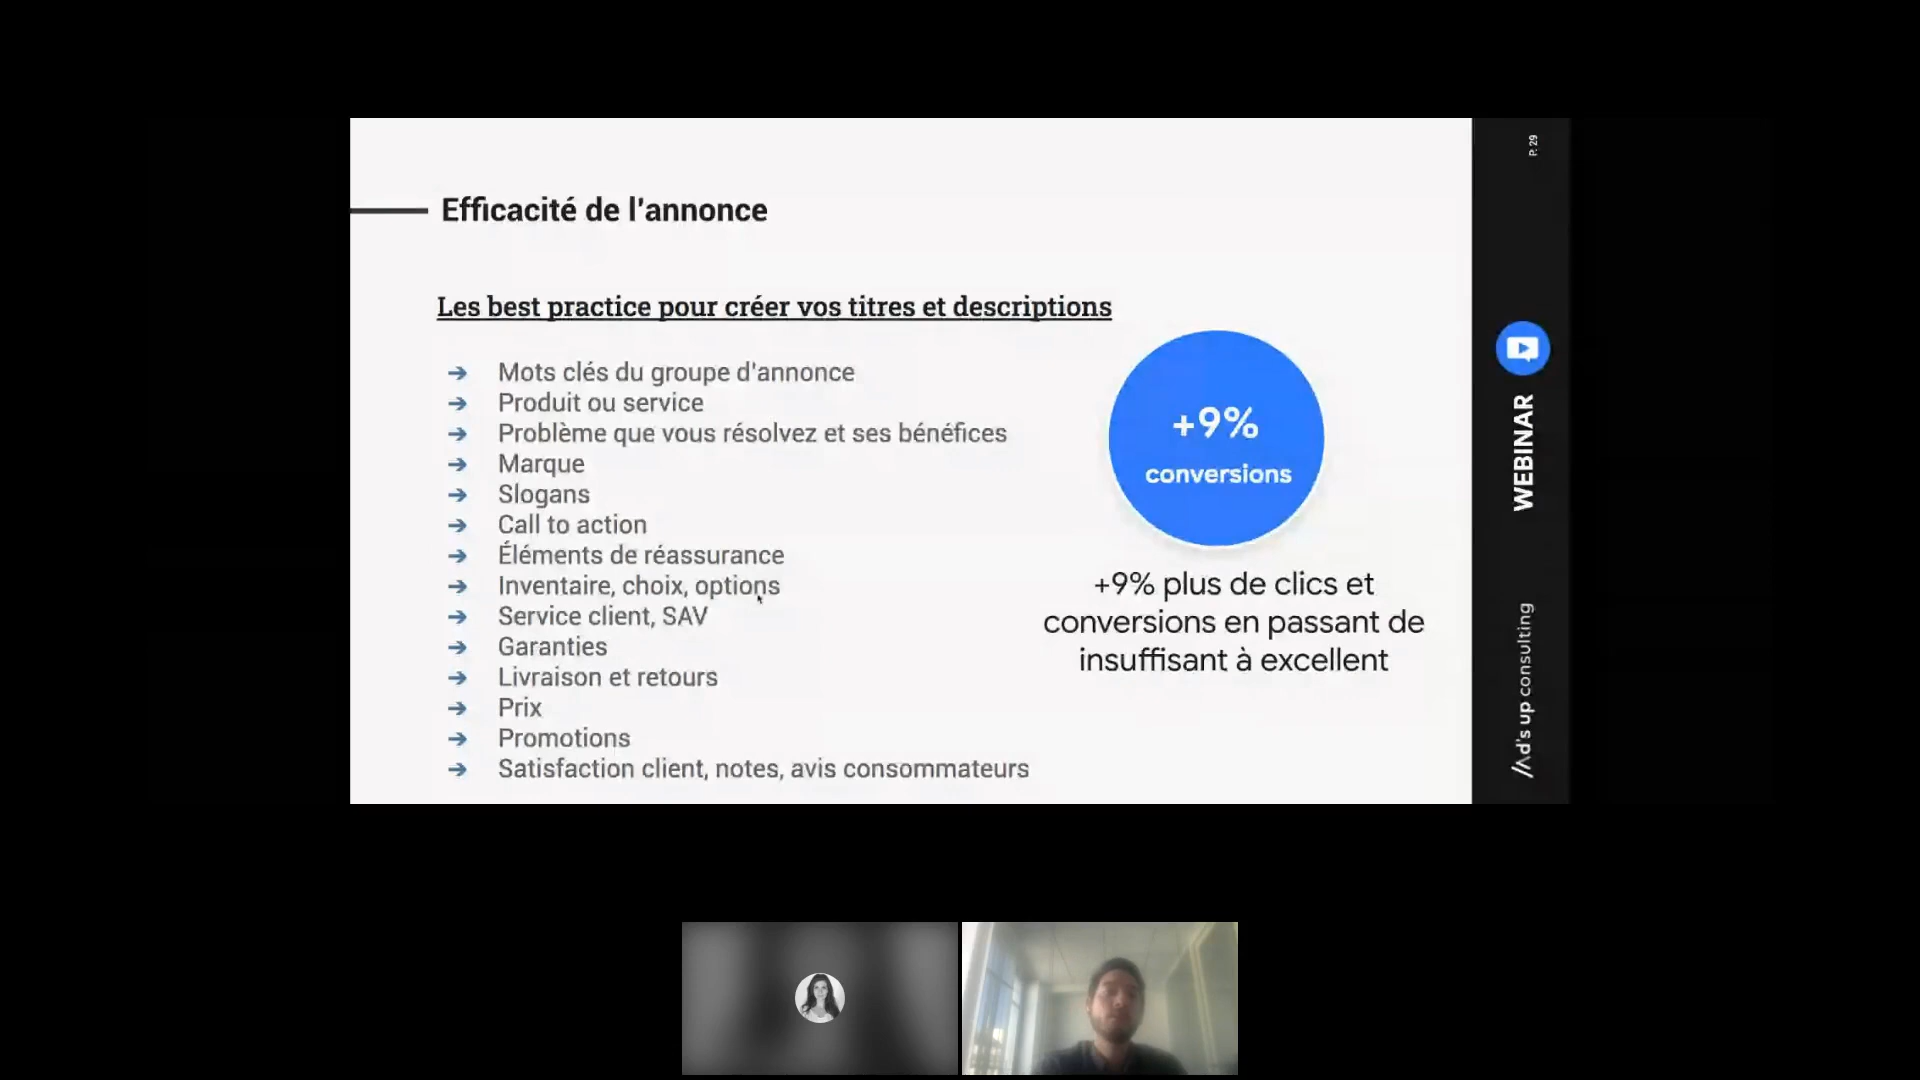 P. 29
Efficacité de l'annonce
Les best practice pour créer vos titres et descriptions
➔ Mots clés du groupe d'annonce
➔ Produit ou service
➔ Problème que vous résolvez et ses bénéfices
➔ Marque
➔ Slogans
➔ Call to action
➔ Éléments de réassurance
➔ Inventaire, choix, options
➔ Service client, SAV
➔ Garanties
➔ Livraison et retours
➔ Prix
➔ Promotions
➔ Satisfaction client, notes, avis consommateurs
+9%
conversions
+9% plus de clics et
conversions en passant de
insuffisant à excellent
WEBINAR
//Ad's up consulting